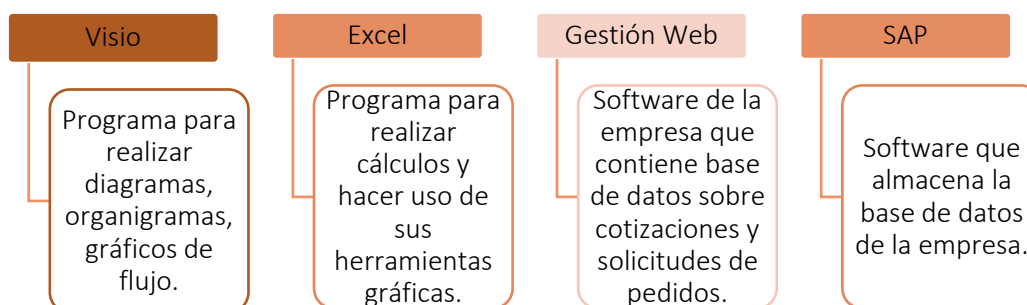 Visio
Programa para
realizar
diagramas,
organigramas,
gráficos de
flujo.
Excel
Programa para
realizar
cálculos y
hacer uso de
sus
herramientas
gráficas.
Gestión Web
Software de la
empresa que
contiene base
de datos sobre
cotizaciones y
solicitudes de
pedidos.
SAP
Software que
almacena la
base de datos
de la empresa.